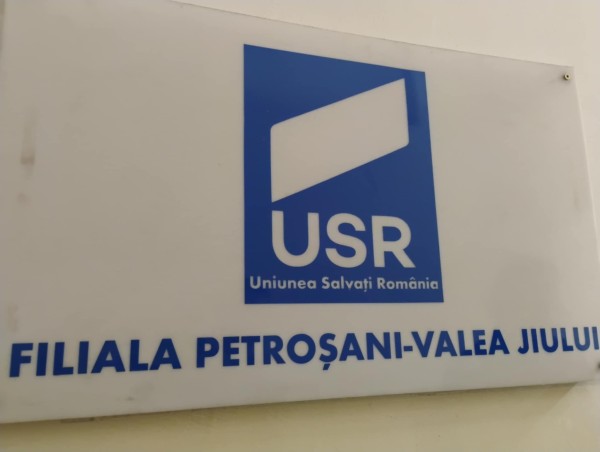 USR
Uniunea Salvați România
FILIALA PETROȘANI-VALEA JIULUI